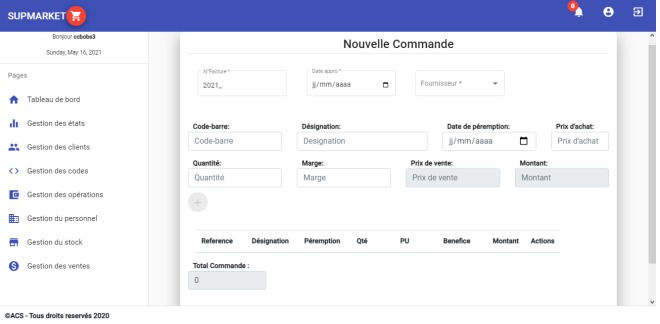 SUPMARKET
0
Bonjour ccbobs3
Sunday, May 16, 2021
Pages
Tableau de bord
Gestion des états
Gestion des clients
Gestion des codes
Gestion des opérations
Gestion du personnel
Gestion du stock
Gestion des ventes
Nouvelle Commande
N°Facture * Date appro *
2021_ jj/mm/aaaa Fournisseur *
Code-barre: Désignation: Date de péremption: Prix d'achat:
Code-barre Designation jj/mm/aaaa Prix d'achat
Quantité: Marge: Prix de vente: Montant:
Quantité Marge Prix de vente Montant
+
Reference Désignation Péremption Qté PU Benefice Montant Actions
Total Commande :
0
©ACS - Tous droits reservés 2020